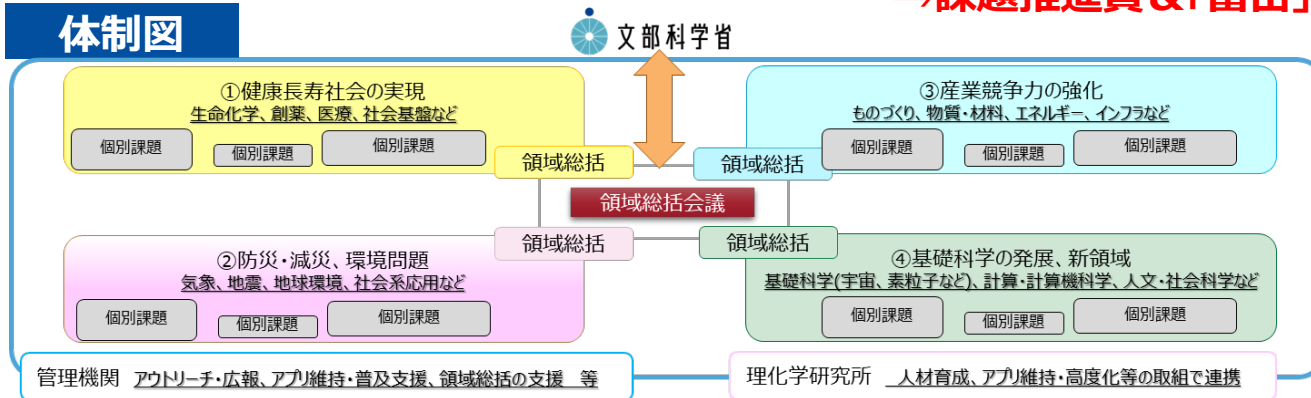 →課題推進費&「富岳」
体制図
文部科学省
①健康長寿社会の実現
生命化学、創薬、医療、社会基盤など
個別課題
個別課題
個別課題
領域総括
③産業競争力の強化
ものづくり、物質・材料、エネルギー、インフラなど
個別課題
個別課題
個別課題
領域総括
領域総括会議
②防災・減災、環境問題
気象、地震、地球環境、社会系応用など
個別課題
個別課題
個別課題
領域総括
④基礎科学の発展、新領域
基礎科学(宇宙、素粒子など)、計算・計算機科学、人文・社会科学など
個別課題
個別課題
個別課題
領域総括
管理機関 アウトリーチ・広報、アプリ維持・普及支援、領域総括の支援 等
理化学研究所 人材育成、アプリ維持・高度化等の取組で連携